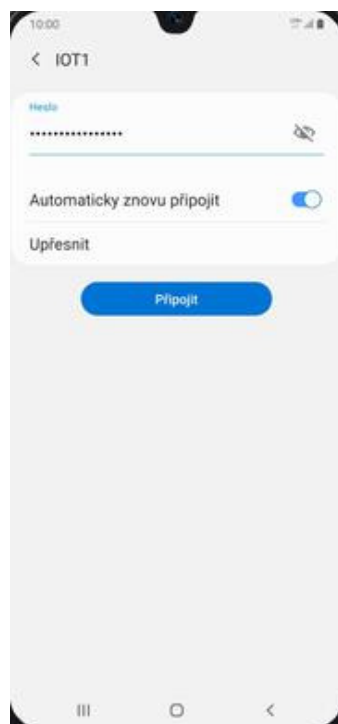 10:00
IOT1
Heslo
••••••••••••••••
Automaticky znovu připojit
Upřesnit
Připojit